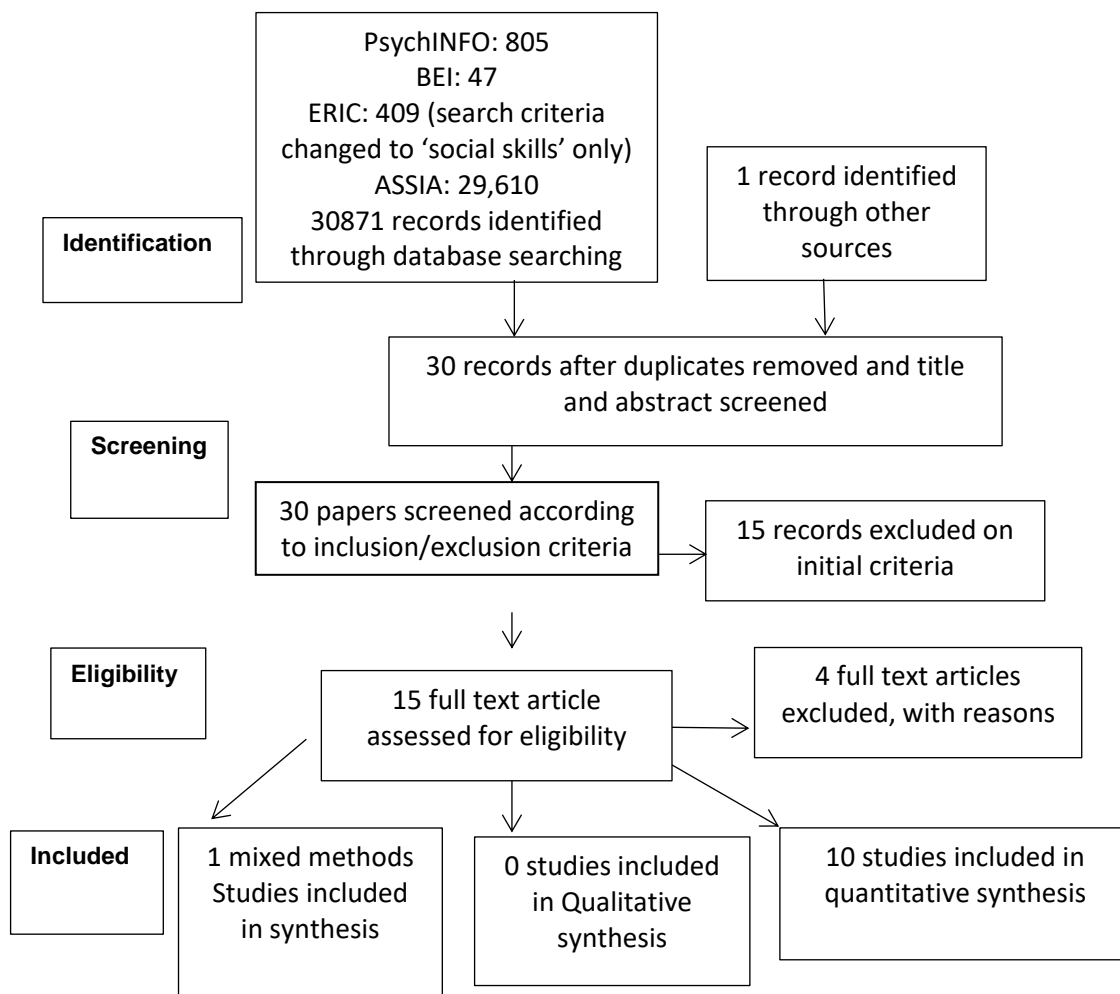 PsychINFO: 805
BEI: 47
ERIC: 409 (search criteria
changed to ‘social skills’ only)
ASSIA: 29,610
30871 records identified
through database searching
1 record identified
through other
sources
Identification
30 records after duplicates removed and title
and abstract screened
Screening
30 papers screened according
to inclusion/exclusion criteria
15 records excluded on
initial criteria
Eligibility
15 full text article
assessed for eligibility
4 full text articles
excluded, with reasons
Included
1 mixed methods
Studies included
in synthesis
0 studies included
in Qualitative
synthesis
10 studies included in
quantitative synthesis